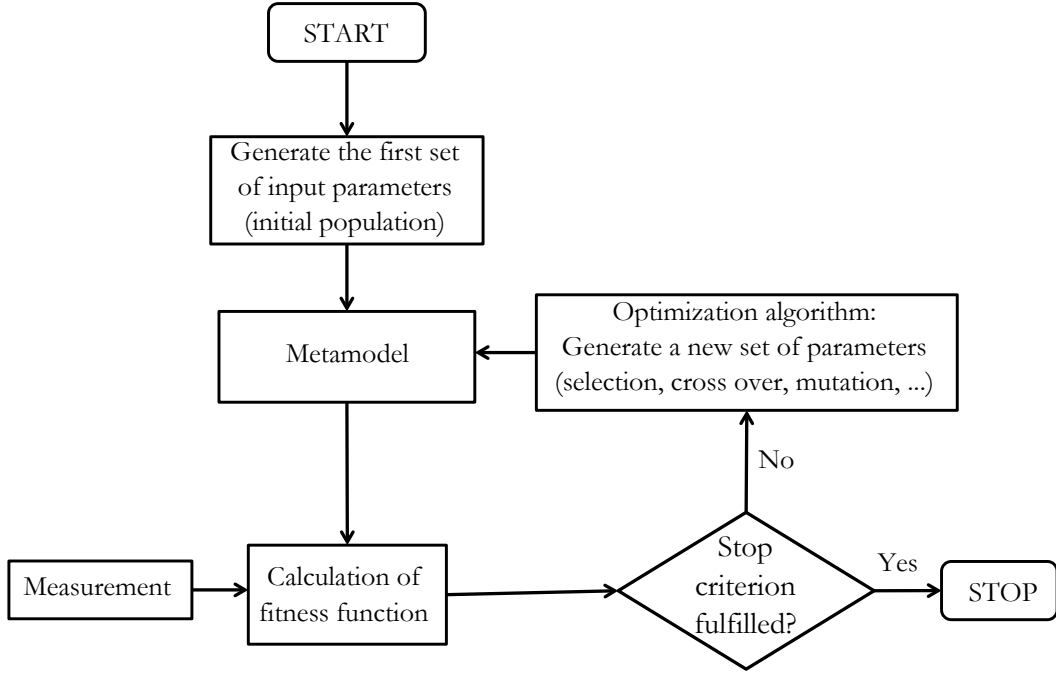 START
Generate the first set
of input parameters
(initial population)
Optimization algorithm:
Generate a new set of parameters
(selection, cross over, mutation, ...)
Metamodel
No
Measurement
Calculation of
fitness function
Stop
criterion
fulfilled?
Yes
STOP